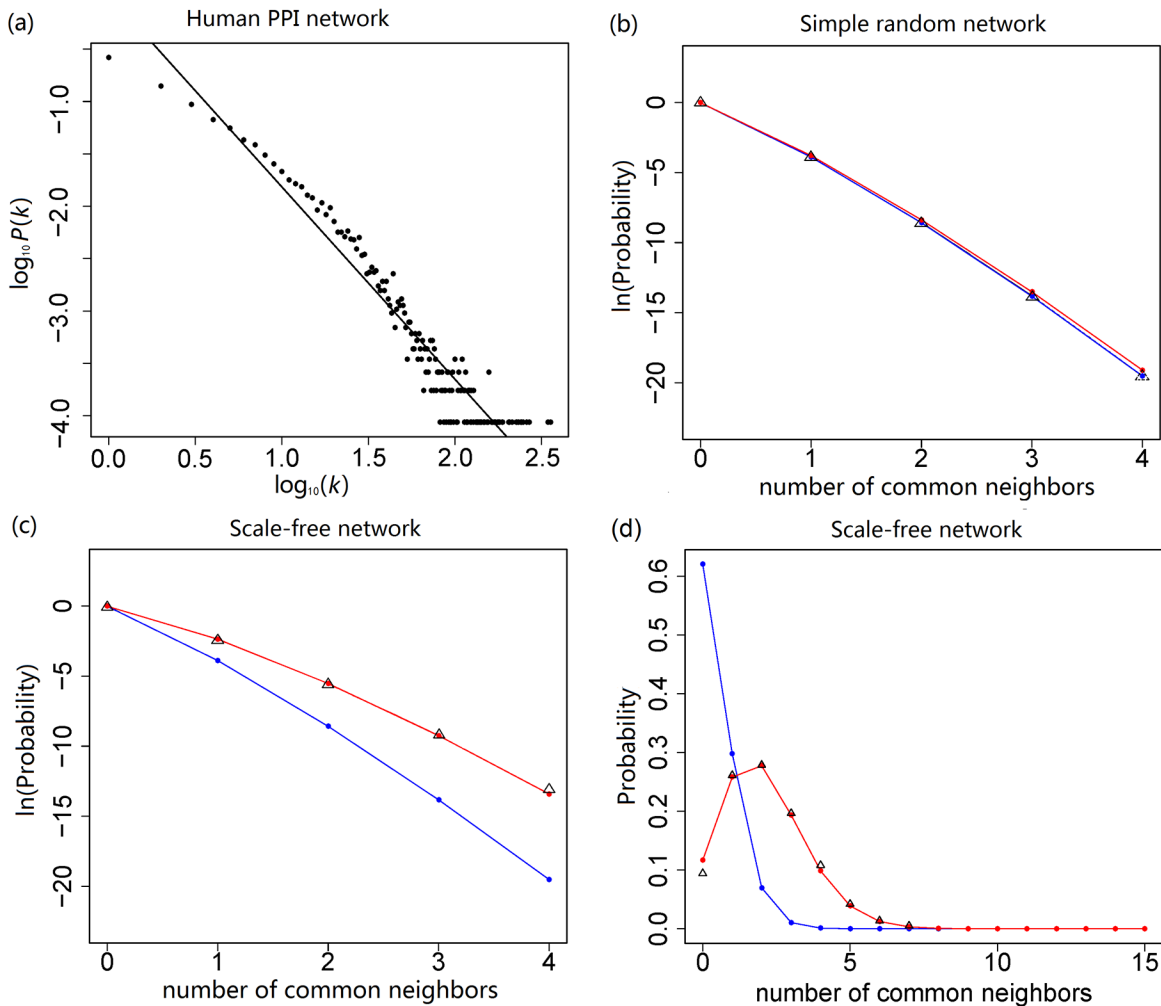 (a)
Human PPI network
−1.0
−2.0
−3.0
−4.0
log₁₀P(k)
0.0 0.5 1.0 1.5 2.0 2.5
log₁₀(k)
(b)
Simple random network
0
−5
−10
−15
−20
ln(Probability)
0 1 2 3 4
number of common neighbors
(c)
Scale-free network
0
−5
−10
−15
−20
ln(Probability)
0 1 2 3 4
number of common neighbors
(d)
Scale-free network
0.6
0.5
0.4
0.3
0.2
0.1
0.0
Probability
0 5 10 15
number of common neighbors